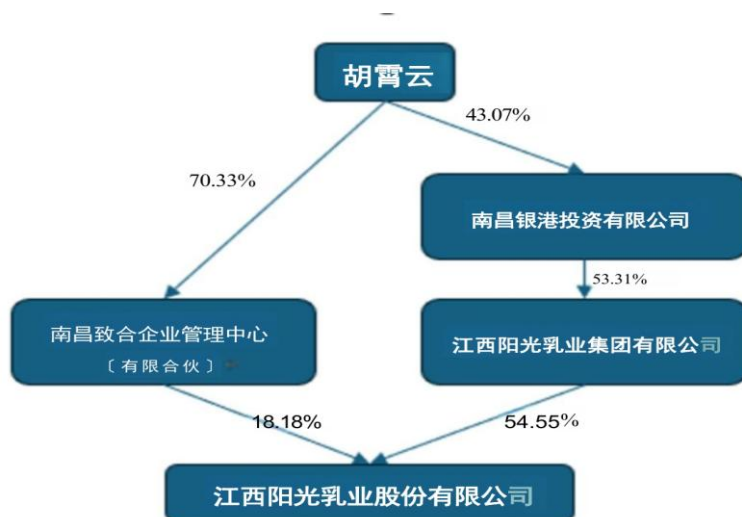 胡霄云
43.07%
70.33%
南昌银港投资有限公司
53.31%
南昌致合企业管理中心
〔有限合伙〕
江西阳光乳业集团有限公司
18.18%
54.55%
江西阳光乳业股份有限公司